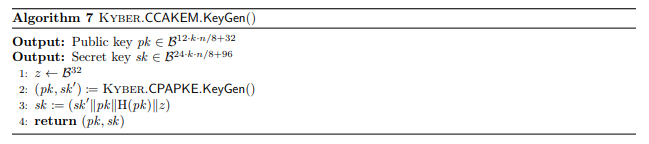 Algorithm 7 KYBER.CCAKEM.KeyGen()
Output: Public key pk ∈ 𝓑^{12·k·n/8+32}
Output: Secret key sk ∈ 𝓑^{24·k·n/8+96}
1: z ← 𝓑^{32}
2: (pk, sk′) := KYBER.CPAPKE.KeyGen()
3: sk := (sk′‖pk‖H(pk)‖z)
4: return (pk, sk)